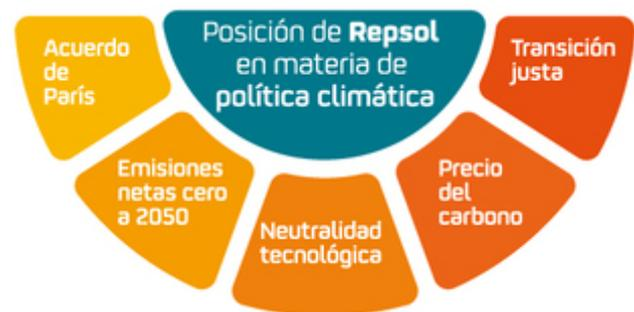 Posición de Repsol
en materia de
política climática
Acuerdo
de
París
Emisiones
netas cero
a 2050
Neutralidad
tecnológica
Precio
del
carbono
Transición
justa